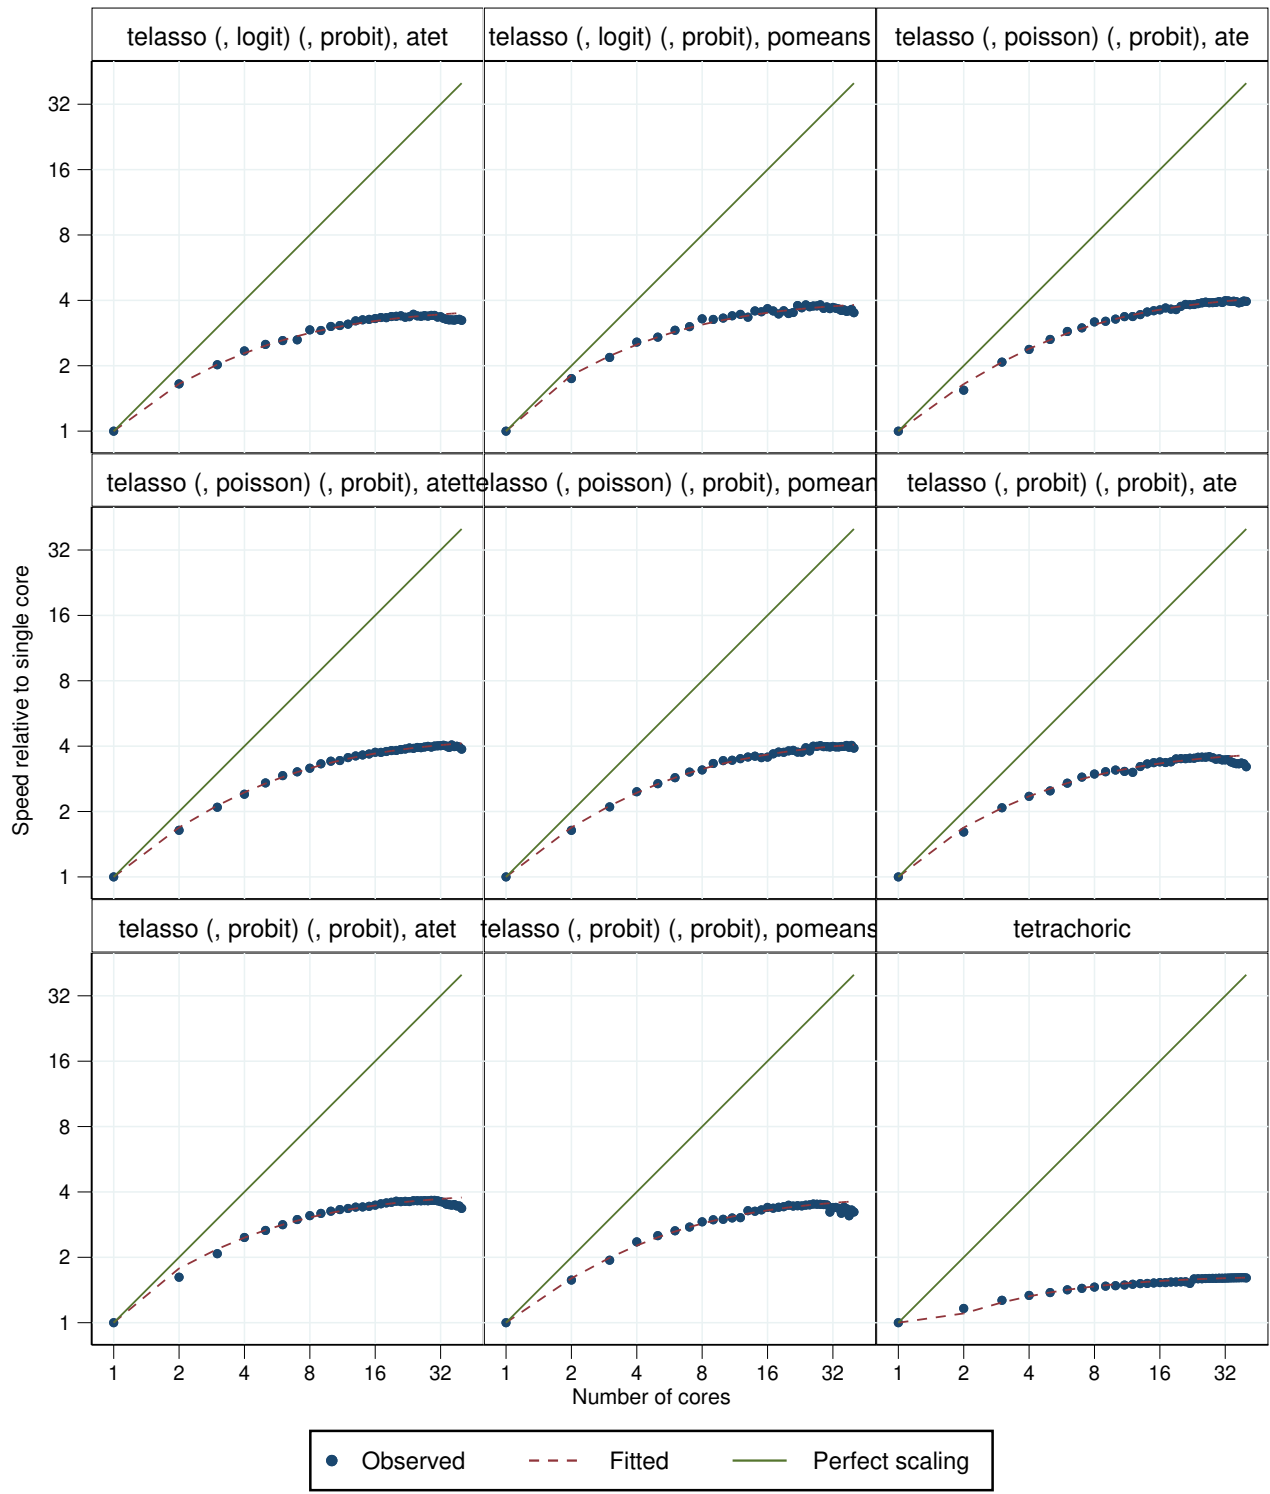 telasso (, logit) (, probit), atet
telasso (, logit) (, probit), pomeans
telasso (, poisson) (, probit), ate
32
16
8
4
2
1
telasso (, poisson) (, probit), atet
telasso (, poisson) (, probit), pomean
telasso (, probit) (, probit), ate
32
16
8
4
2
1
Speed relative to single core
telasso (, probit) (, probit), atet
telasso (, probit) (, probit), pomeans
tetrachoric
32
16
8
4
2
1
1 2 4 8 16 32
1 2 4 8 16 32
1 2 4 8 16 32
Number of cores
Observed
Fitted
Perfect scaling